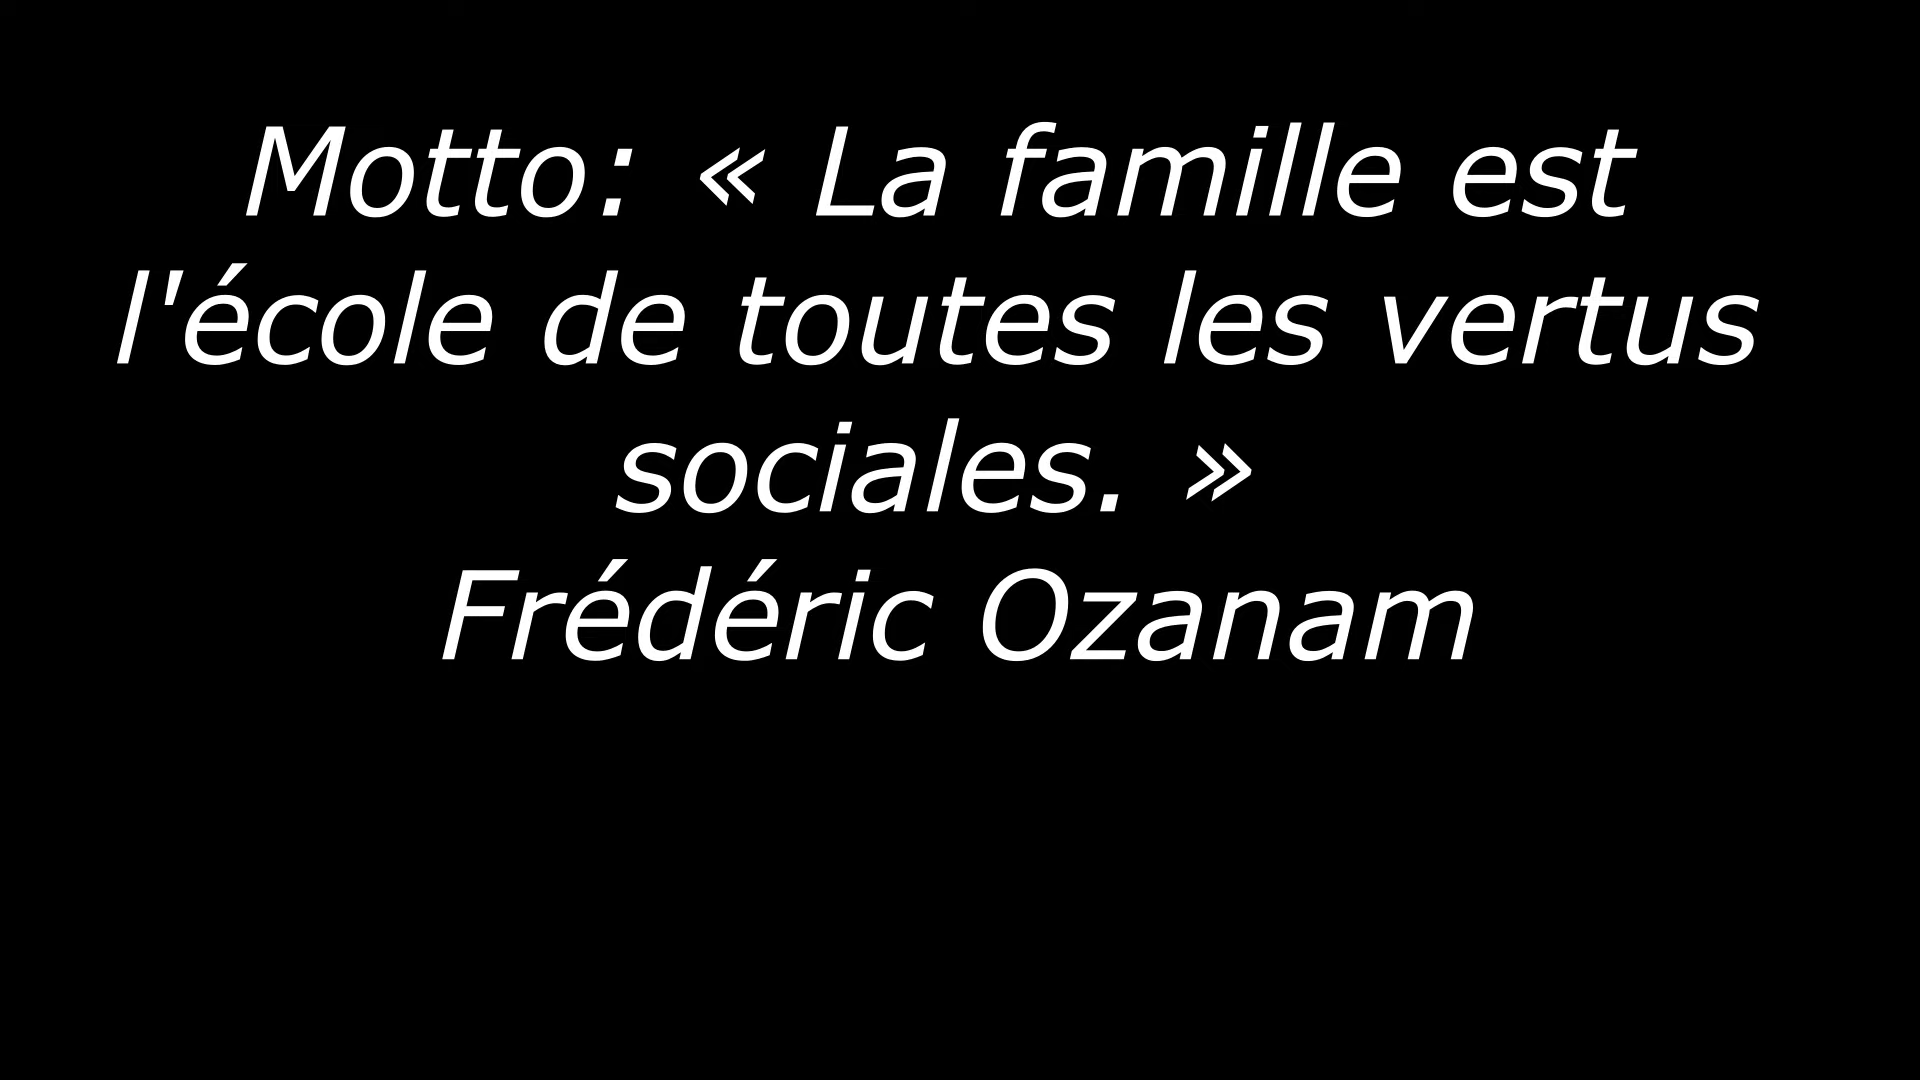 Motto: « La famille est
l'école de toutes les vertus
sociales. »
Frédéric Ozanam